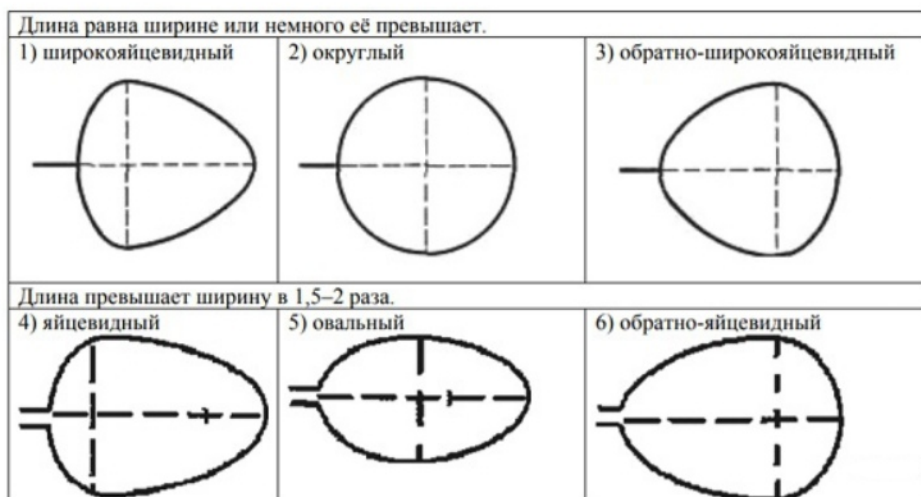 Длина равна ширине или немного её превышает.
1) широкояйцевидный
2) округлый
3) обратно-широкояйцевидный
Длина превышает ширину в 1,5–2 раза.
4) яйцевидный
5) овальный
6) обратно-яйцевидный